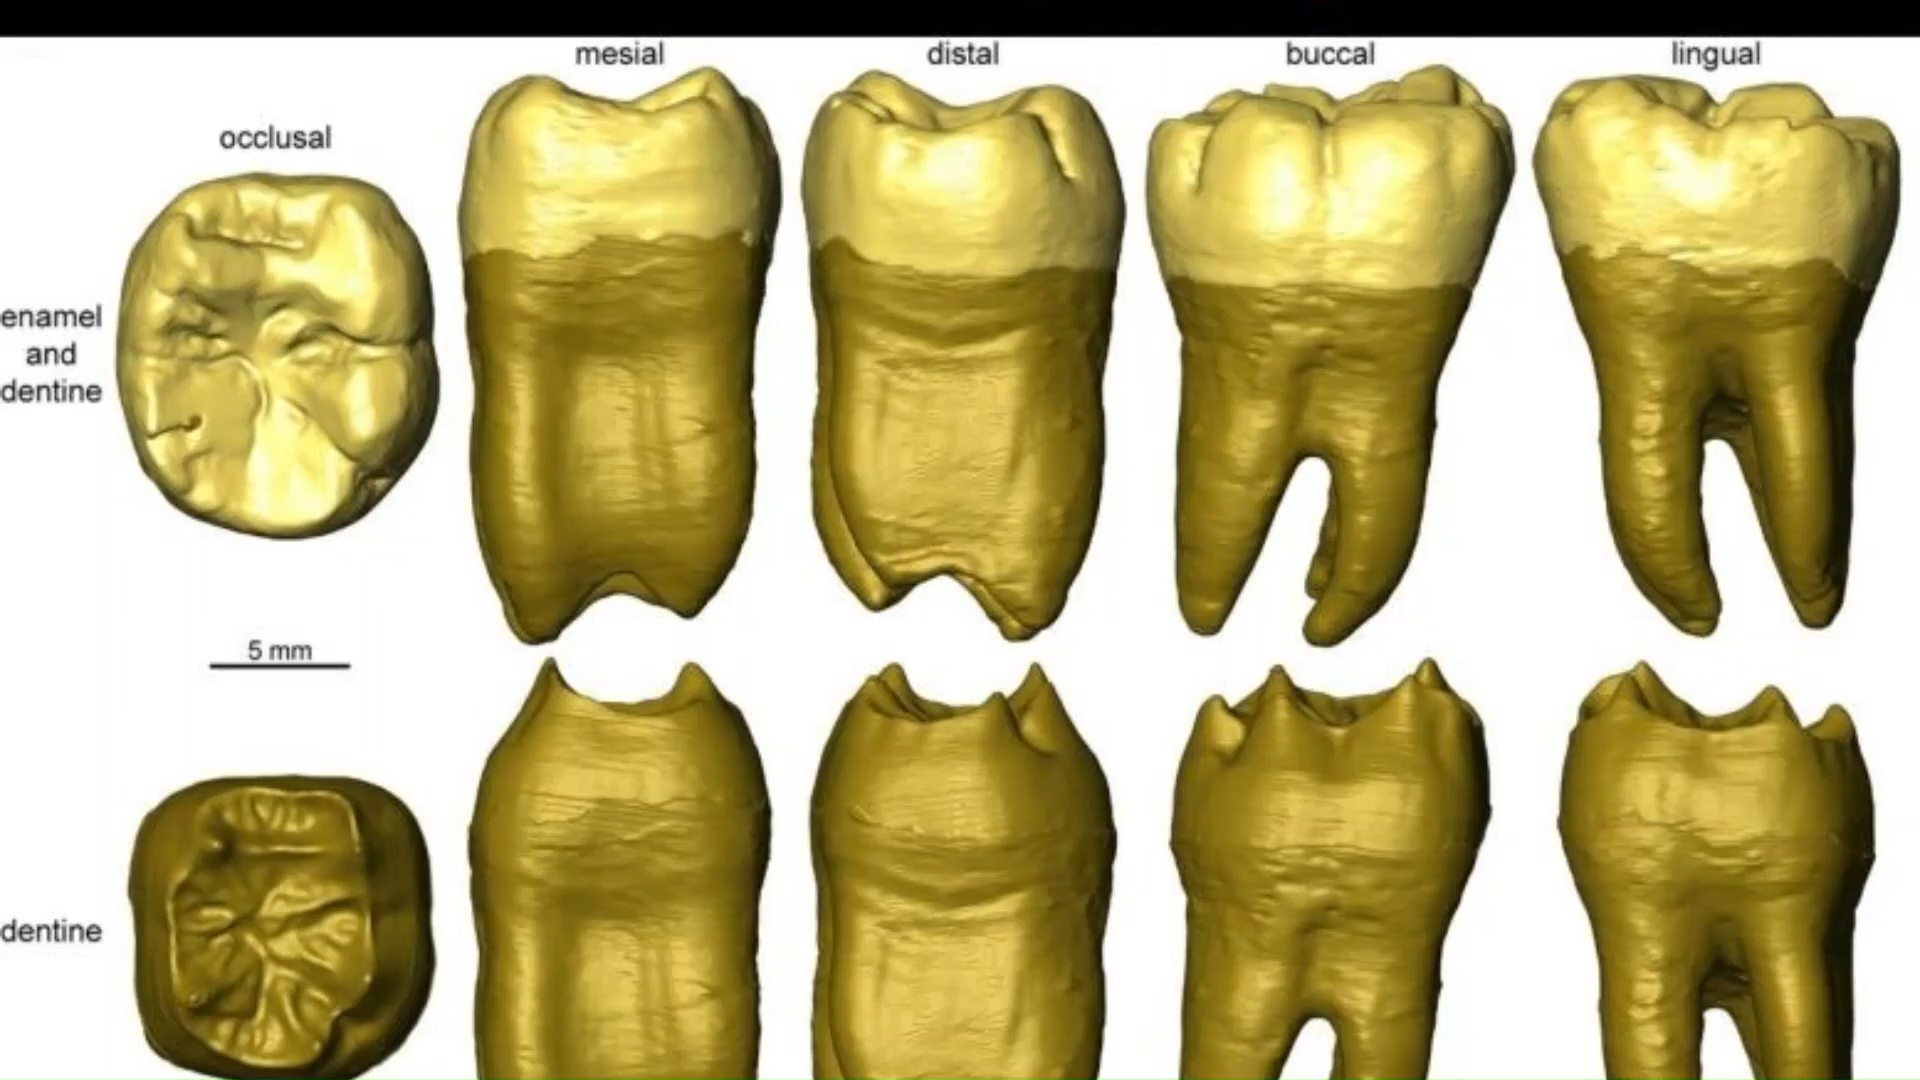 mesial
distal
buccal
lingual
occlusal
enamel
and
dentine
5 mm
dentine